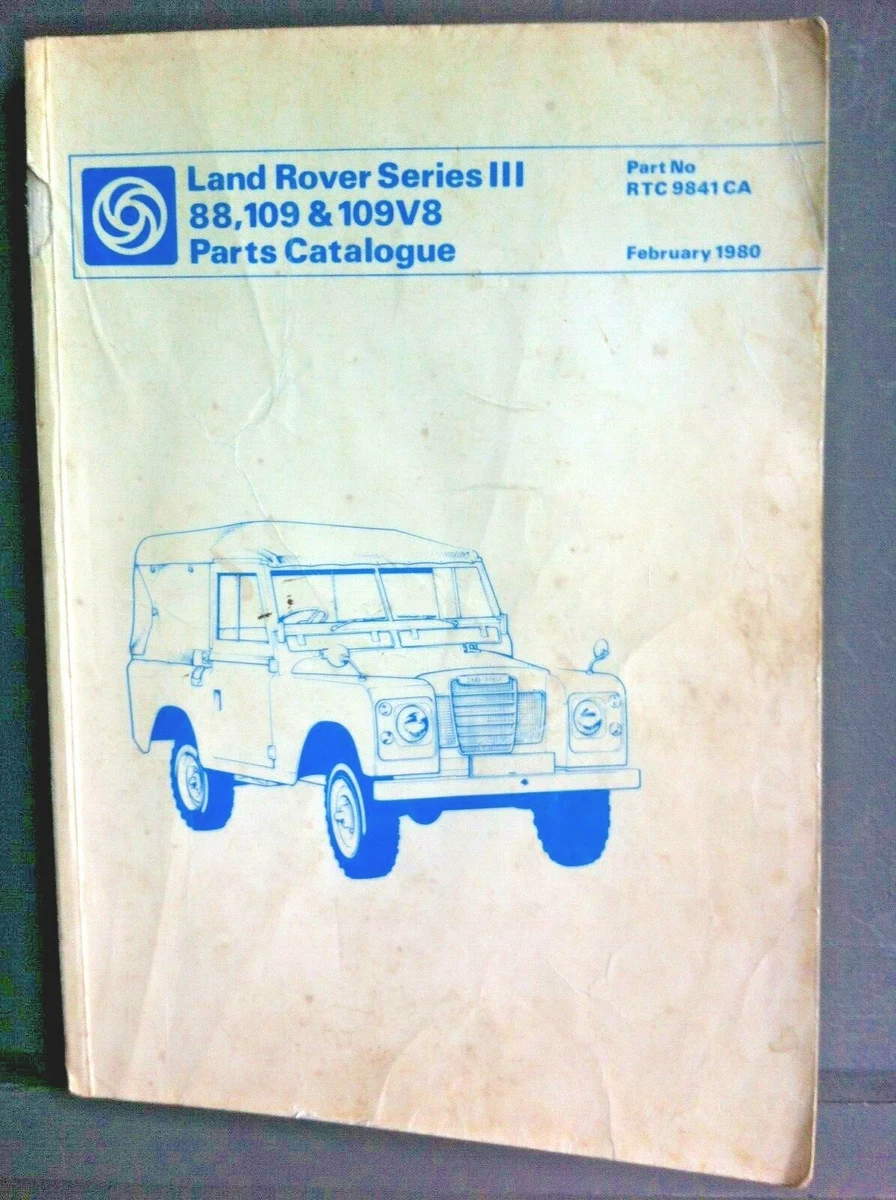 Land Rover Series III
88,109 & 109V8
Parts Catalogue
Part No
RTC 9841 CA
February 1980